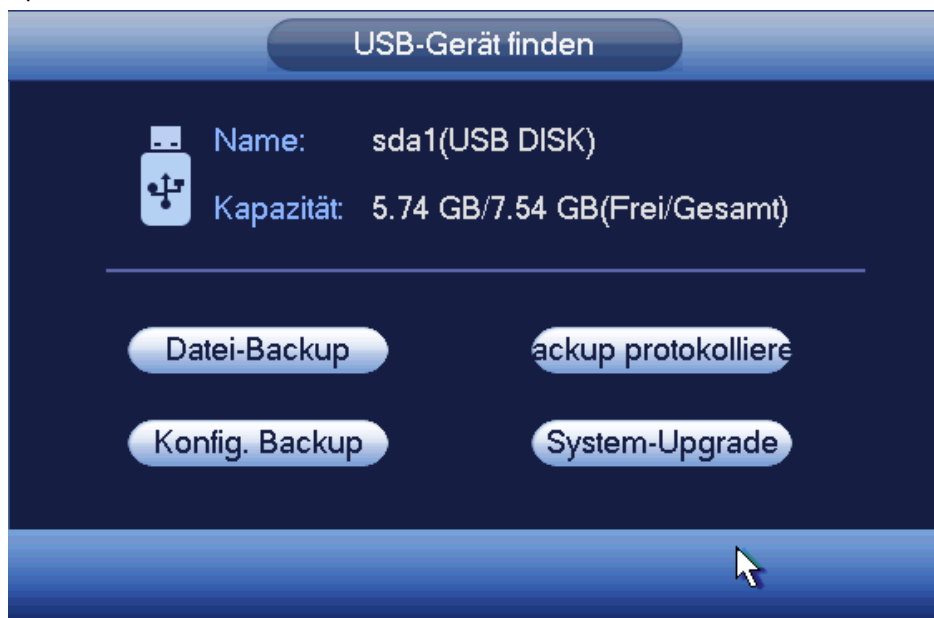 USB-Gerät finden
Name: sda1(USB DISK)
Kapazität: 5.74 GB/7.54 GB(Frei/Gesamt)
Datei-Backup
ackup protokolliere
Konfig. Backup
System-Upgrade